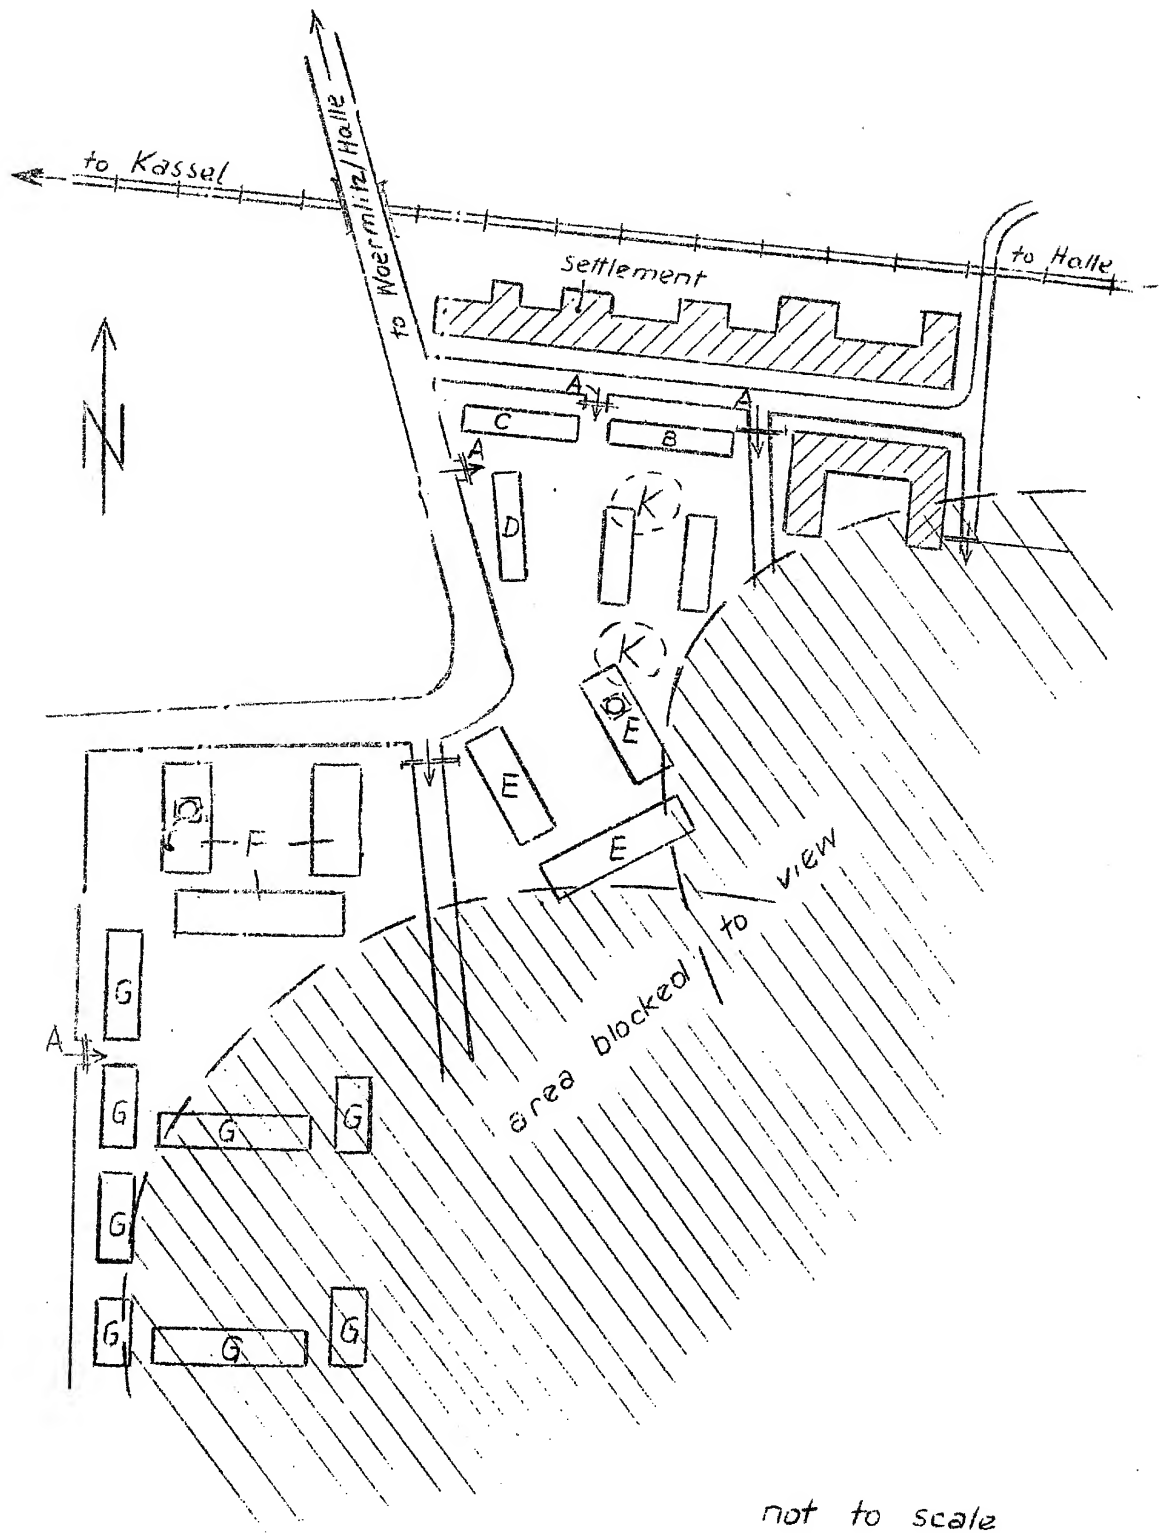 to Kassel
to Woermlitz/Halle
to Halle
settlement
N
A
A
C
B
A
K
D
K
E
E
E
F
G
A
G
G
G
G
G
G
G
area blocked to view
not to scale